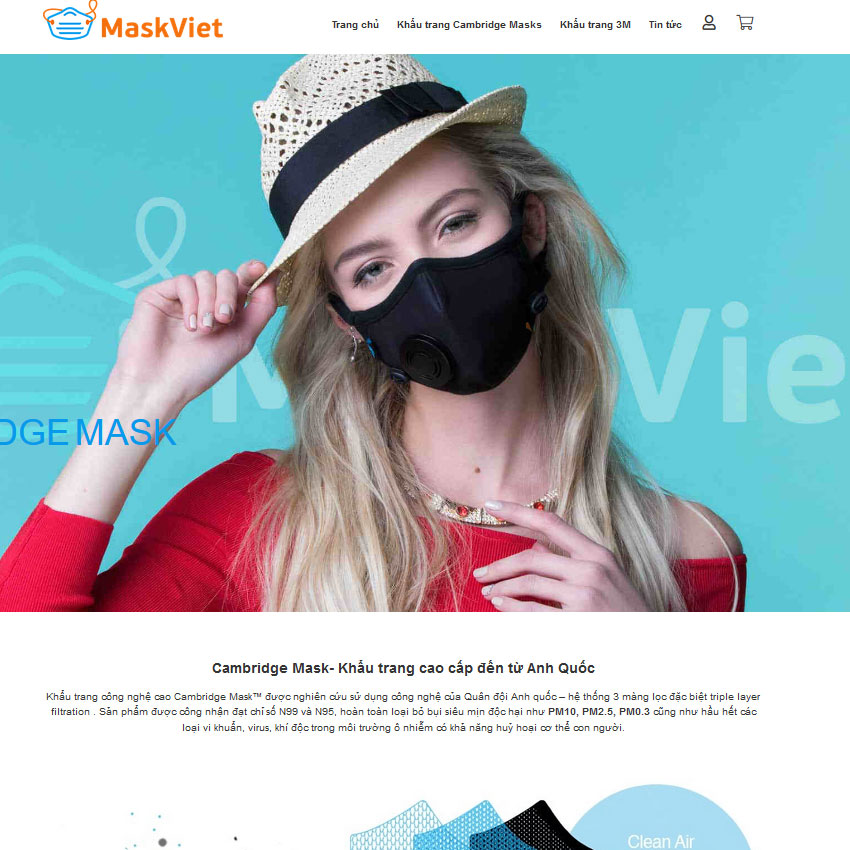 MaskViet
Trang chủ Khẩu trang Cambridge Masks Khẩu trang 3M Tin tức
Vie
DGE MASK
Cambridge Mask- Khẩu trang cao cấp đến từ Anh Quốc
Khẩu trang công nghệ cao Cambridge Mask™ được nghiên cứu sử dụng công nghệ của Quân đội Anh quốc – hệ thống 3 màng lọc đặc biệt triple layer
filtration . Sản phẩm được công nhận đạt chỉ số N99 và N95, hoàn toàn loại bỏ bụi siêu mịn độc hại như PM10, PM2.5, PM0.3 cũng như hầu hết các
loại vi khuẩn, virus, khí độc trong môi trường ô nhiễm có khả năng huỷ hoại cơ thể con người.
Clean Air